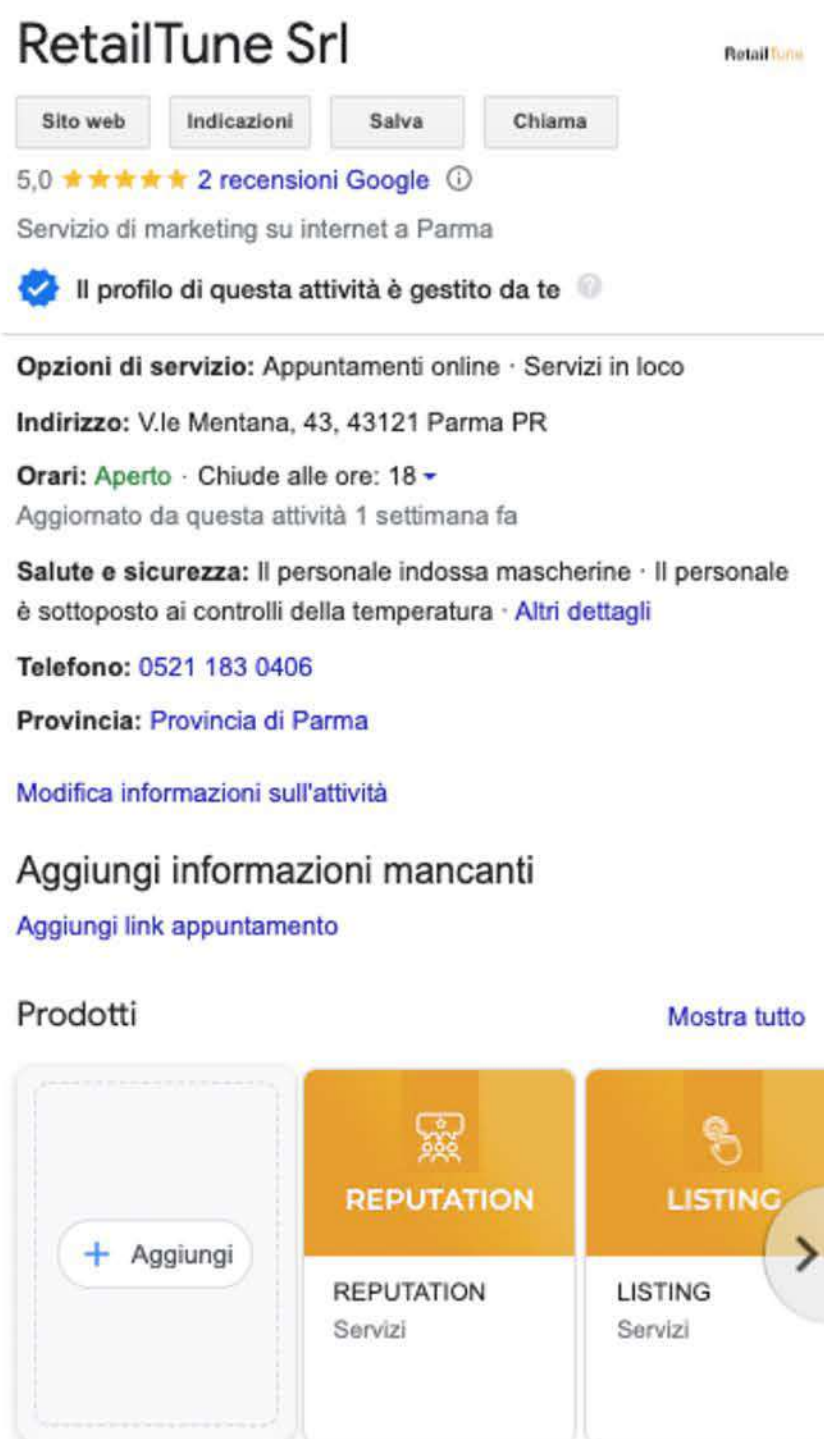 RetailTune Srl
RetailTune
Sito web Indicazioni Salva Chiama
5,0 2 recensioni Google
Servizio di marketing su internet a Parma
Il profilo di questa attività è gestito da te
Opzioni di servizio: Appuntamenti online · Servizi in loco
Indirizzo: V.le Mentana, 43, 43121 Parma PR
Orari: Aperto · Chiude alle ore: 18
Aggiornato da questa attività 1 settimana fa
Salute e sicurezza: Il personale indossa mascherine · Il personale
è sottoposto ai controlli della temperatura · Altri dettagli
Telefono: 0521 183 0406
Provincia: Provincia di Parma
Modifica informazioni sull'attività
Aggiungi informazioni mancanti
Aggiungi link appuntamento
Prodotti
Mostra tutto
+ Aggiungi
REPUTATION
REPUTATION
Servizi
LISTING
LISTING
Servizi